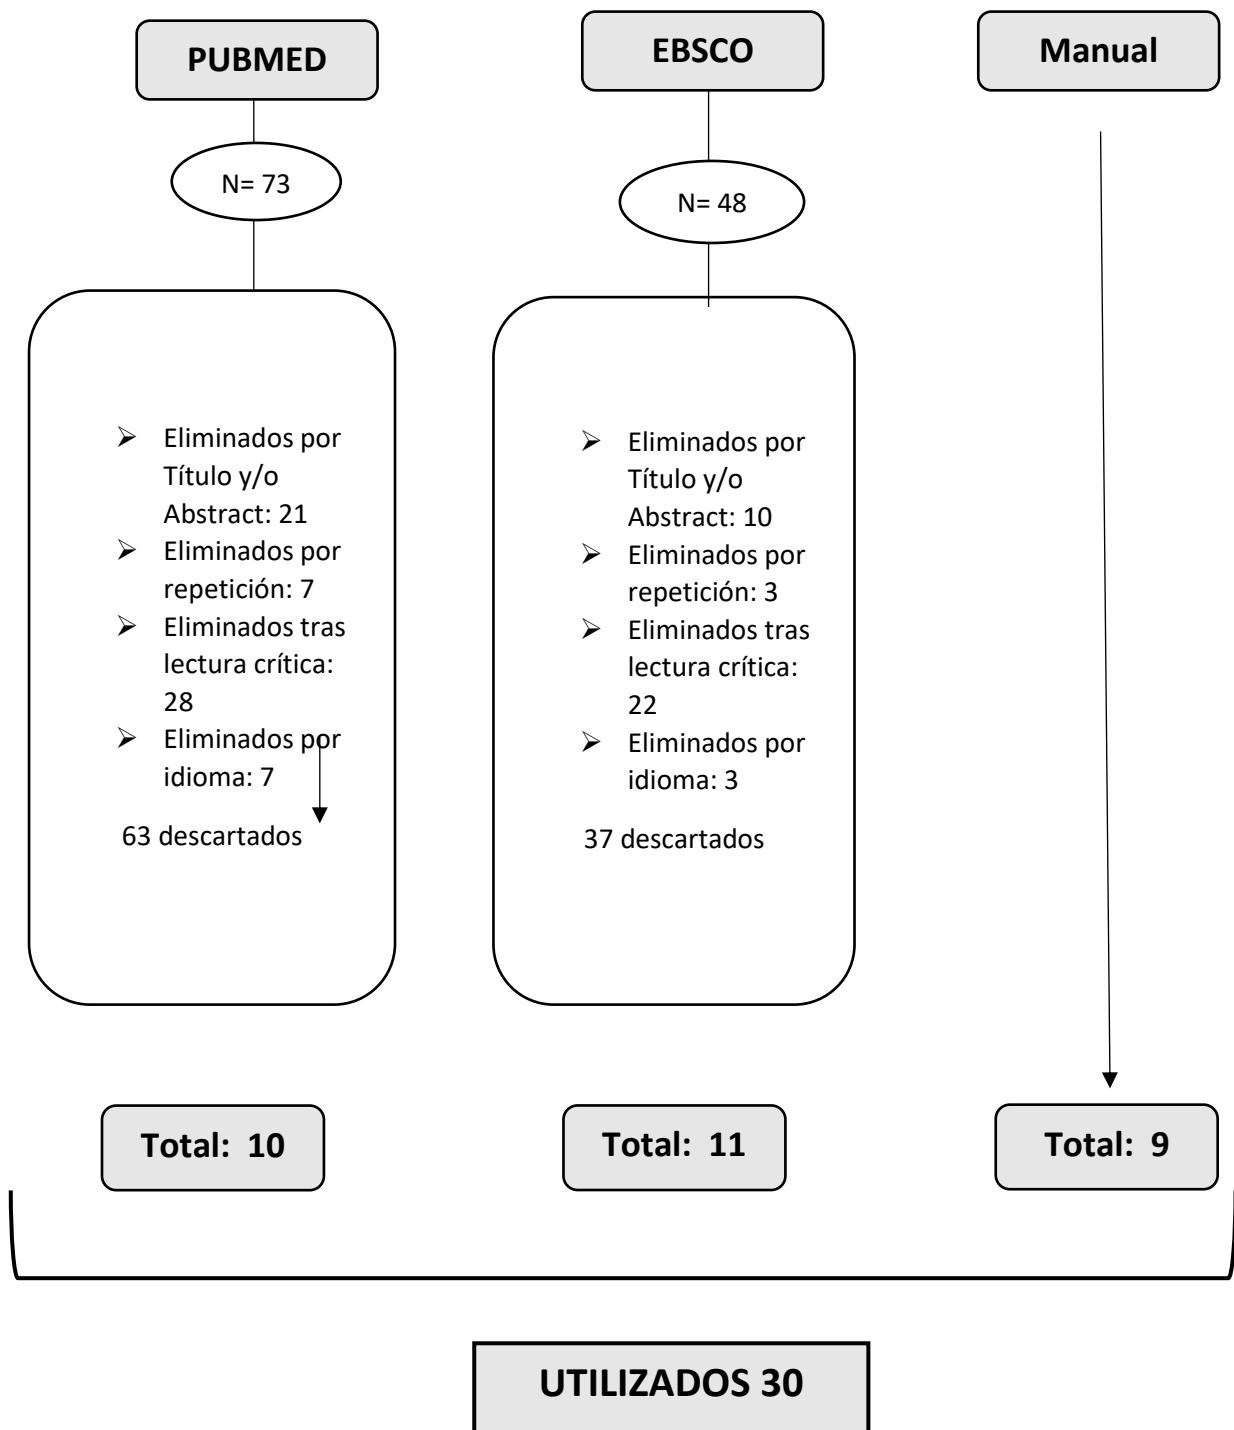 PUBMED
EBSCO
Manual
N= 73
N= 48
➢ Eliminados por
Título y/o
Abstract: 21
➢ Eliminados por
repetición: 7
➢ Eliminados tras
lectura crítica:
28
➢ Eliminados por
idioma: 7
63 descartados
➢ Eliminados por
Título y/o
Abstract: 10
➢ Eliminados por
repetición: 3
➢ Eliminados tras
lectura crítica:
22
➢ Eliminados por
idioma: 3
37 descartados
Total: 10
Total: 11
Total: 9
UTILIZADOS 30